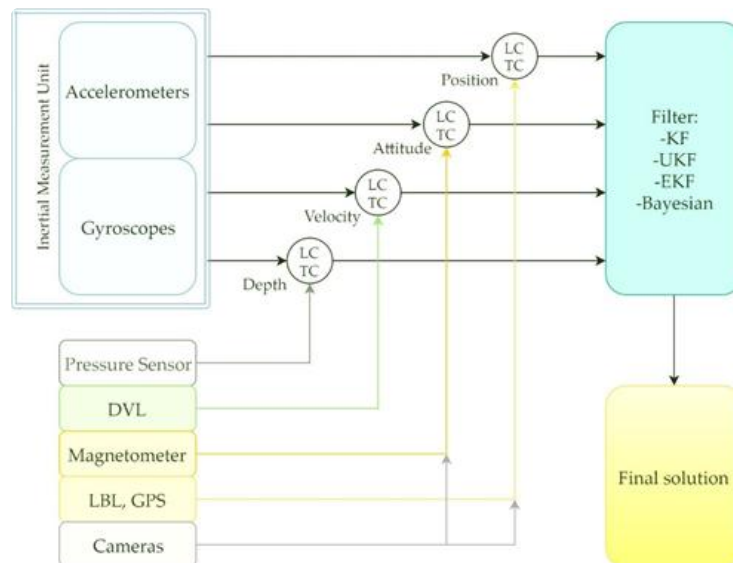 Inertial Measurement Unit
Accelerometers
Gyroscopes
LC
TC
Position
LC
TC
Attitude
LC
TC
Velocity
LC
TC
Depth
Filter:
-KF
-UKF
-EKF
-Bayesian
Pressure Sensor
DVL
Magnetometer
LBL, GPS
Cameras
Final solution